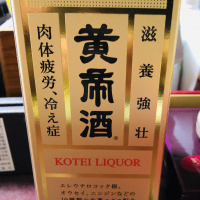 滋養強壮
黄帝酒®
肉体疲労、冷え症
KOTEI LIQUOR
エレウテロコック根、
オウセイ、ニンジンなどの